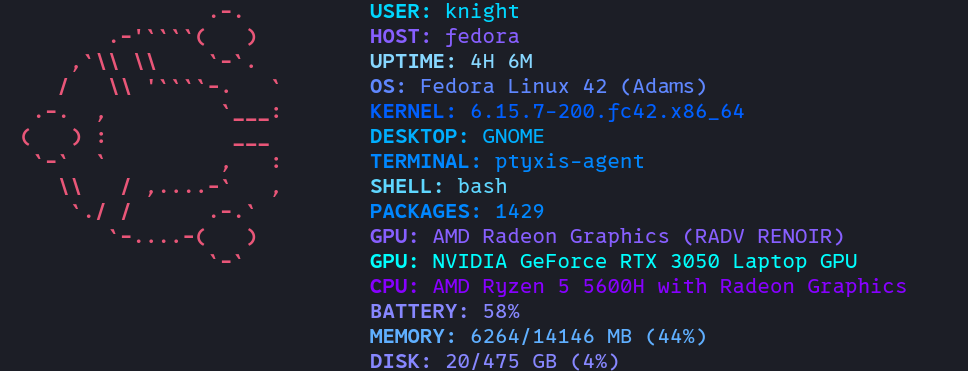 USER: knight
HOST: fedora
UPTIME: 4H 6M
OS: Fedora Linux 42 (Adams)
KERNEL: 6.15.7-200.fc42.x86_64
DESKTOP: GNOME
TERMINAL: ptyxis-agent
SHELL: bash
PACKAGES: 1429
GPU: AMD Radeon Graphics (RADV RENOIR)
GPU: NVIDIA GeForce RTX 3050 Laptop GPU
CPU: AMD Ryzen 5 5600H with Radeon Graphics
BATTERY: 58%
MEMORY: 6264/14146 MB (44%)
DISK: 20/475 GB (4%)